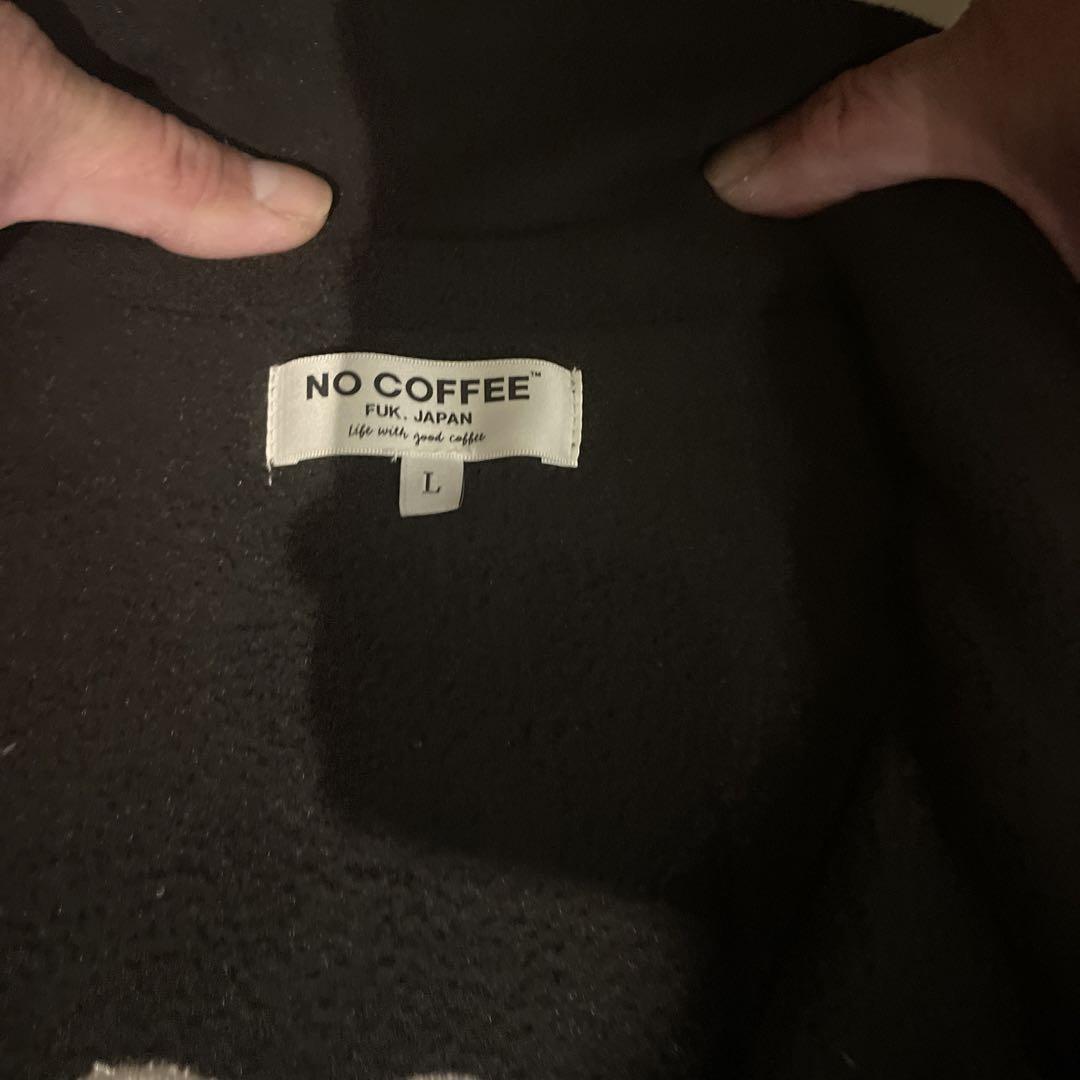 NO COFFEE™
FUK. JAPAN
Life with good coffee
L